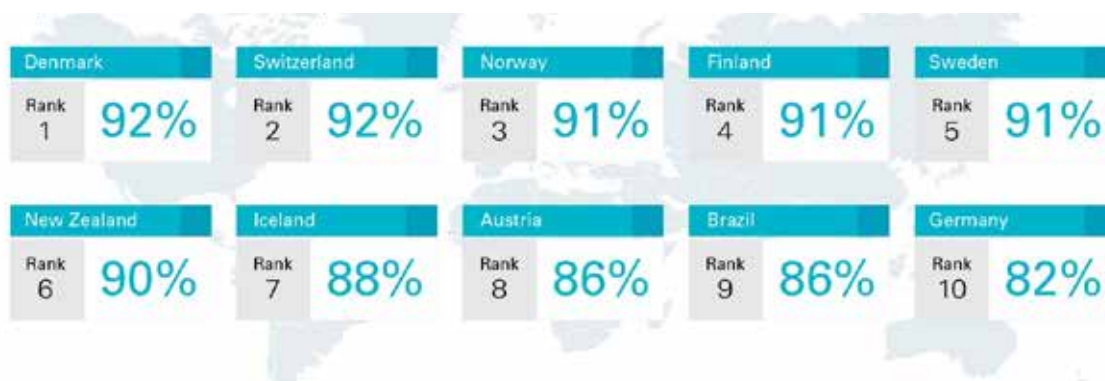 Denmark
Rank
1
92%
Switzerland
Rank
2
92%
Norway
Rank
3
91%
Finland
Rank
4
91%
Sweden
Rank
5
91%
New Zealand
Rank
6
90%
Iceland
Rank
7
88%
Austria
Rank
8
86%
Brazil
Rank
9
86%
Germany
Rank
10
82%